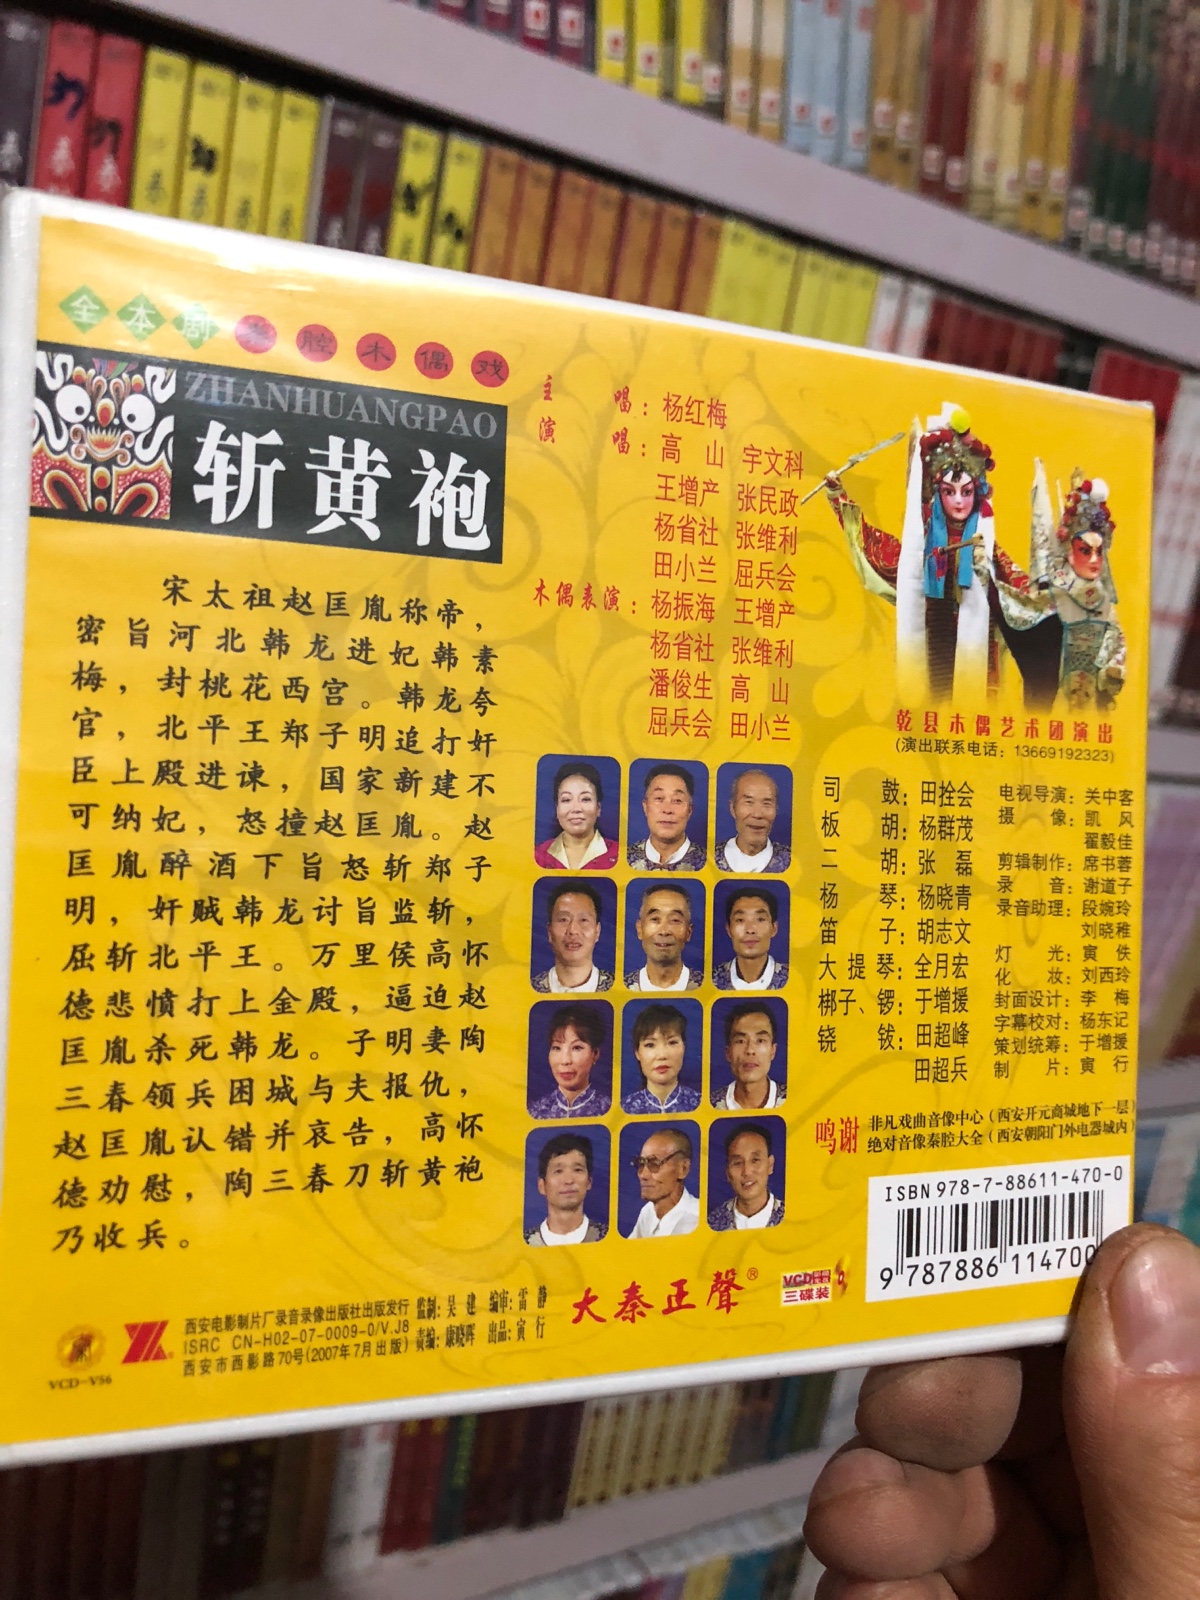 全本剧秦腔木偶戏
ZHANHUANGPAO
斩黄袍
宋太祖赵匡胤称帝，
密旨河北韩龙进妃韩素
梅，封桃花西宫。韩龙夸
官，北平王郑子明追打奸
臣上殿进谏，国家新建不
可纳妃，怒撞赵匡胤。赵
匡胤醉酒下旨怒斩郑子
明，奸贼韩龙讨旨监斩，
屈斩北平王。万里侯高怀
德悲愤打上金殿，逼迫赵
匡胤杀死韩龙。子明妻陶
三春领兵困城与夫报仇，
赵匡胤认错并哀告，高怀
德劝慰，陶三春刀斩黄袍
乃收兵。
主唱：杨红梅
演唱：高山 宇文科
王增产 张民政
杨省社 张维利
田小兰 屈兵会
木偶表演：杨振海 王增产
杨省社 张维利
潘俊生 高山
屈兵会 田小兰
乾县木偶艺术团演出
(演出联系电话：13669192323)
司鼓：田拴会
板胡：杨群茂
二胡：张磊
杨琴：杨晓青
笛子：胡志文
大提琴：全月宏
梆子、锣：于增援
铙钹：田超峰
田超兵
电视导演：关中客
摄像：凯风
翟毅佳
剪辑制作：席书蓉
录音：谢道子
录音助理：段婉玲
刘晓稚
灯光：寅佚
化妆：刘西玲
封面设计：李梅
字幕校对：杨东记
策划统筹：于增援
制片：寅行
鸣谢 非凡戏曲音像中心（西安开元商城地下一层）
绝对音像秦腔大全（西安朝阳门外电器城内）
ISBN 978-7-88611-470-0
9 787886 114700
大秦正聲®
VCD
三碟装
VCD-V56
西安电影制片厂录音录像出版社出版发行
ISRC CN-H02-07-0009-0/V.J8
西安市西影路70号(2007年7月出版)
监制：吴建 编审：雷静
责编：康晓晖 出品：寅行